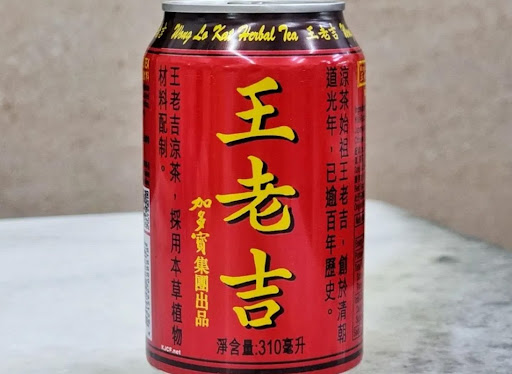 Wong Lo Kat Herbal Tea 王老吉
涼茶始祖王老吉，創於清朝
道光年，已逾百年歷史。
王老吉
加多寶集團出品
王老吉涼茶，採用本草植物
材料配制。
淨含量:310毫升